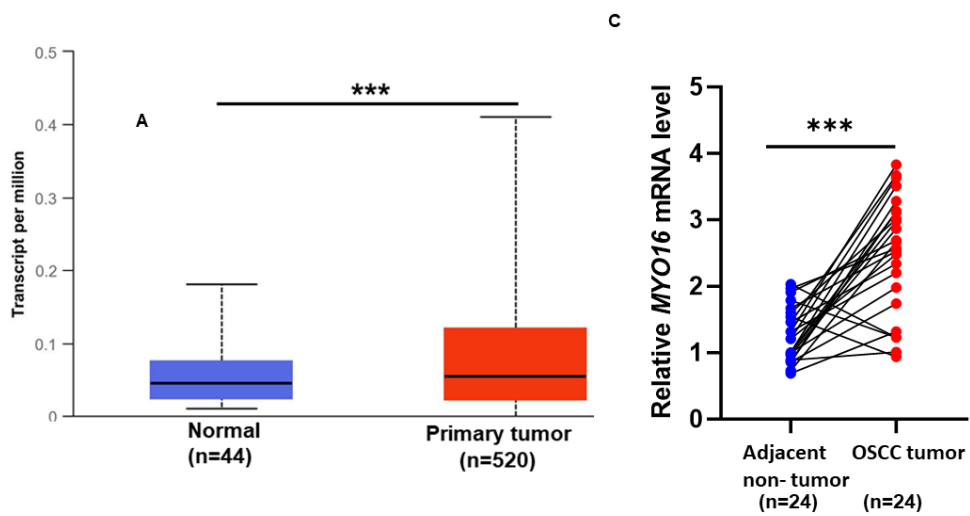 A
***
Transcript per million
0.5
0.4
0.3
0.2
0.1
0
Normal
(n=44)
Primary tumor
(n=520)
C
***
Relative MYO16 mRNA level
5
4
3
2
1
0
Adjacent
non- tumor
(n=24)
OSCC tumor
(n=24)